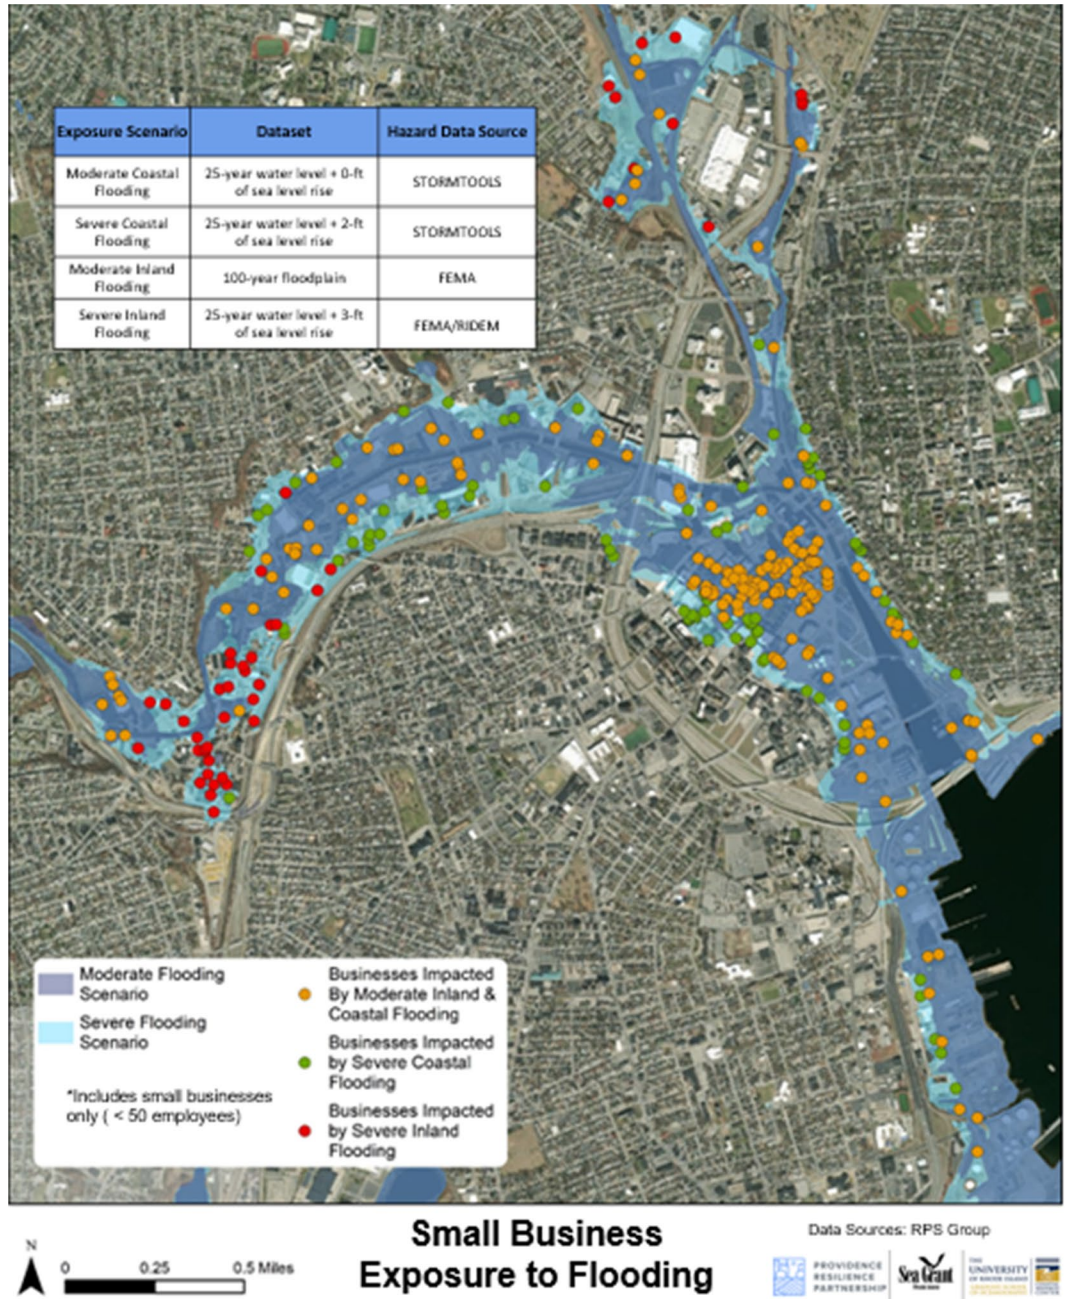 Exposure Scenario
Dataset
Hazard Data Source
Moderate Coastal
Flooding
25-year water level + 0-ft
of sea level rise
STORMTOOLS
Severe Coastal
Flooding
25-year water level + 2-ft
of sea level rise
STORMTOOLS
Moderate Inland
Flooding
100-year floodplain
FEMA
Severe Inland
Flooding
25-year water level + 3-ft
of sea level rise
FEMA/RIDEM
Moderate Flooding
Scenario
Severe Flooding
Scenario
*Includes small businesses
only ( < 50 employees)
Businesses Impacted
By Moderate Inland &
Coastal Flooding
Businesses Impacted
by Severe Coastal
Flooding
Businesses Impacted
by Severe Inland
Flooding
N
0 0.25 0.5 Miles
Small Business
Exposure to Flooding
Data Sources: RPS Group
PROVIDENCE
RESILIENCE
PARTNERSHIP
Sea Grant
THE
UNIVERSITY
OF RHODE ISLAND